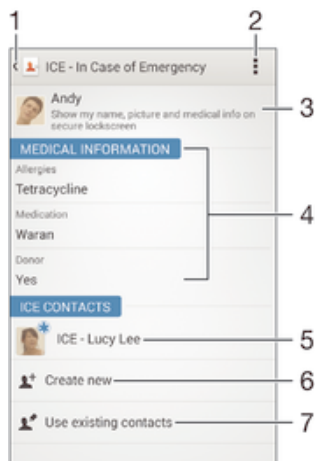 1
2
ICE - In Case of Emergency
Andy
Show my name, picture and medical info on
secure lockscreen
3
MEDICAL INFORMATION
Allergies
Tetracycline
Medication
Waran
4
Donor
Yes
ICE CONTACTS
ICE - Lucy Lee
5
Create new
6
Use existing contacts
7